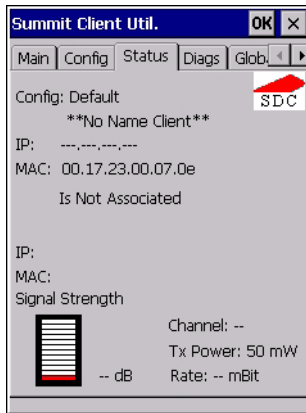 Summit Client Util. OK ×
Main Config Status Diags Glob
Config: Default
SDC
**No Name Client**
IP: ---.---.---.---
MAC: 00.17.23.00.07.0e
Is Not Associated
IP:
MAC:
Signal Strength
Channel: --
Tx Power: 50 mW
-- dB Rate: -- mBit